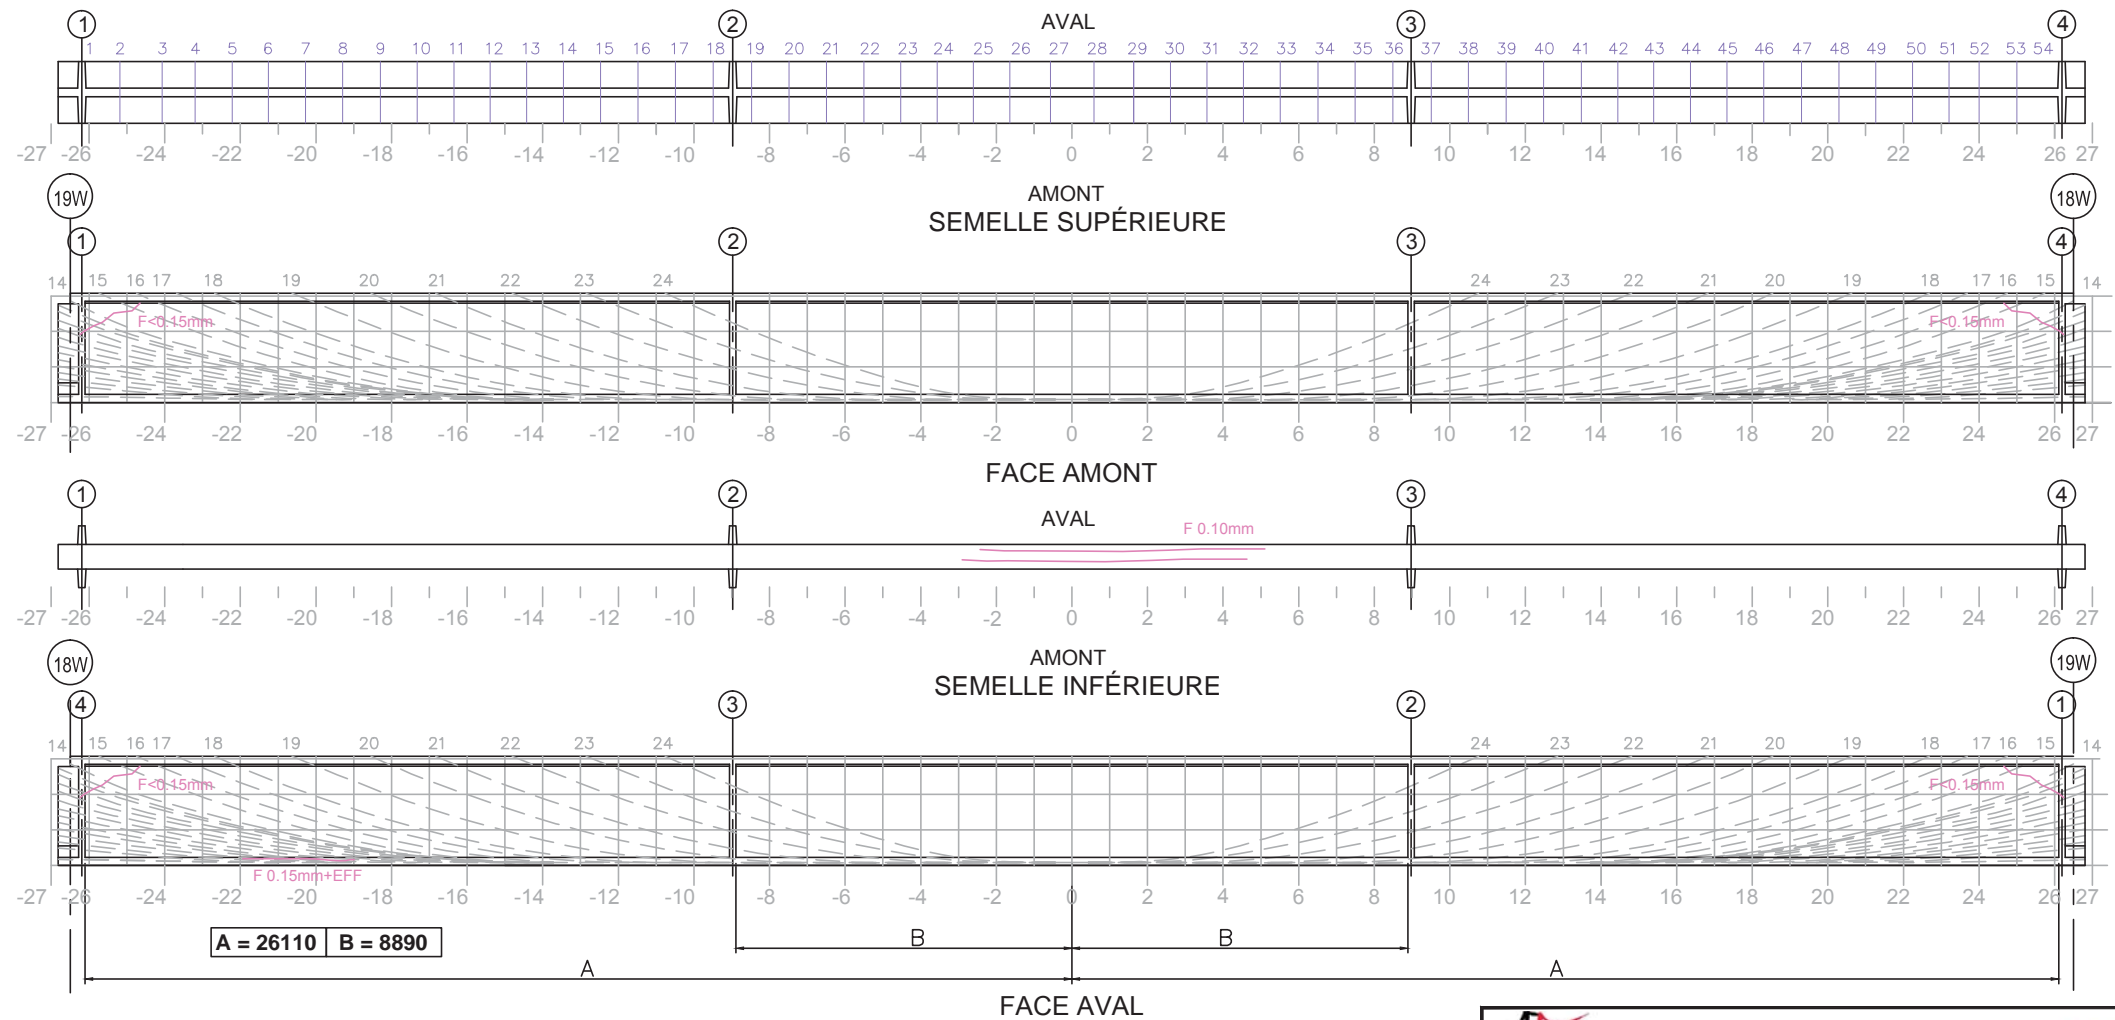 1 2 AVAL 3 4
1 2 3 4 5 6 7 8 9 10 11 12 13 14 15 16 17 18 19 20 21 22 23 24 25 26 27 28 29 30 31 32 33 34 35 36 37 38 39 40 41 42 43 44 45 46 47 48 49 50 51 52 53 54
-27 -26 -24 -22 -20 -18 -16 -14 -12 -10 -8 -6 -4 -2 0 2 4 6 8 10 12 14 16 18 20 22 24 26 27
19W AMONT 18W
SEMELLE SUPÉRIEURE
1 2 3 4
14 15 16 17 18 19 20 21 22 23 24 24 23 22 21 20 19 18 17 16 15 14
F<0.15mm F<0.15mm
-27 -26 -24 -22 -20 -18 -16 -14 -12 -10 -8 -6 -4 -2 0 2 4 6 8 10 12 14 16 18 20 22 24 26 27
FACE AMONT
1 2 3 4
AVAL
F 0.10mm
-27 -26 -24 -22 -20 -18 -16 -14 -12 -10 -8 -6 -4 -2 0 2 4 6 8 10 12 14 16 18 20 22 24 26 27
18W AMONT 19W
SEMELLE INFÉRIEURE
4 3 2 1
14 15 16 17 18 19 20 21 22 23 24 24 23 22 21 20 19 18 17 16 15 14
F<0.15mm F<0.15mm
F 0.15mm+EFF
-27 -26 -24 -22 -20 -18 -16 -14 -12 -10 -8 -6 -4 -2 0 2 4 6 8 10 12 14 16 18 20 22 24 26 27
A = 26110 B = 8890
B B
A A
FACE AVAL